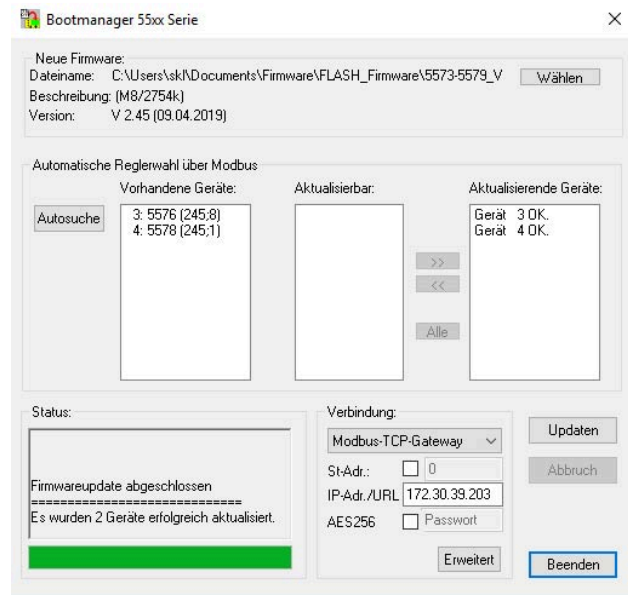 Bootmanager 55xx Serie
Neue Firmware:
Dateiname: C:\Users\skl\Documents\Firmware\FLASH_Firmware\5573-5579_V
Wählen
Beschreibung: (M8/2754k)
Version: V 2.45 (09.04.2019)
Automatische Reglerwahl über Modbus
Vorhandene Geräte:
Aktualisierbar:
Aktualisierende Geräte:
Autosuche
3: 5576 (245;8)
4: 5578 (245;1)
Gerät 3 OK.
Gerät 4 OK.
>>
<<
Alle
Status:
Firmwareupdate abgeschlossen
=============================
Es wurden 2 Geräte erfolgreich aktualisiert.
Verbindung:
Modbus-TCP-Gateway
St-Adr.: 0
IP-Adr./URL 172.30.39.203
AES256 Passwort
Erweitert
Updaten
Abbruch
Beenden